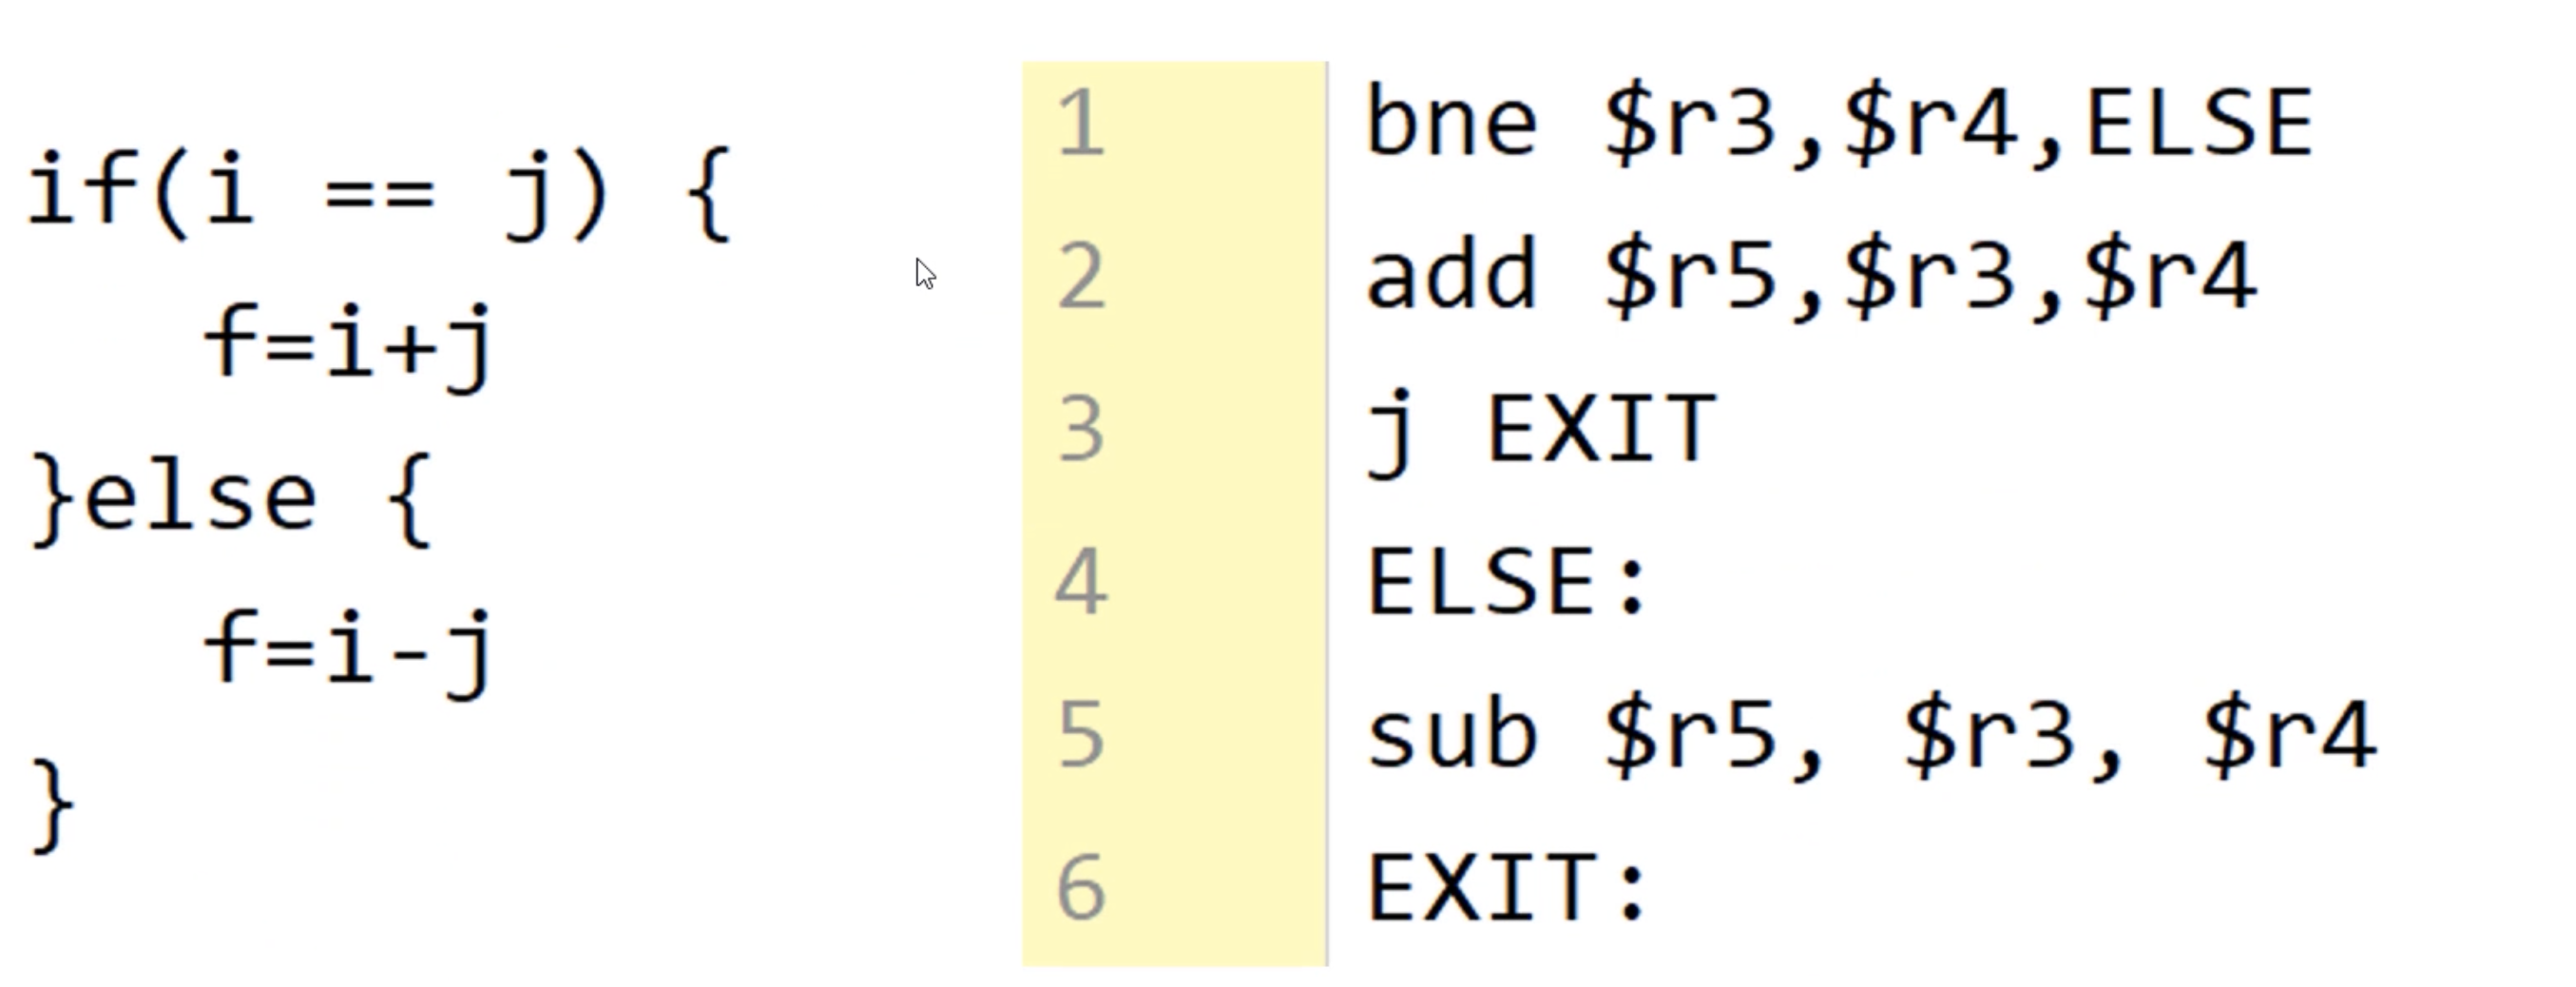 if(i == j) {
   f=i+j
}else {
   f=i-j
}
1 bne $r3,$r4,ELSE
2 add $r5,$r3,$r4
3 j EXIT
4 ELSE:
5 sub $r5, $r3, $r4
6 EXIT: